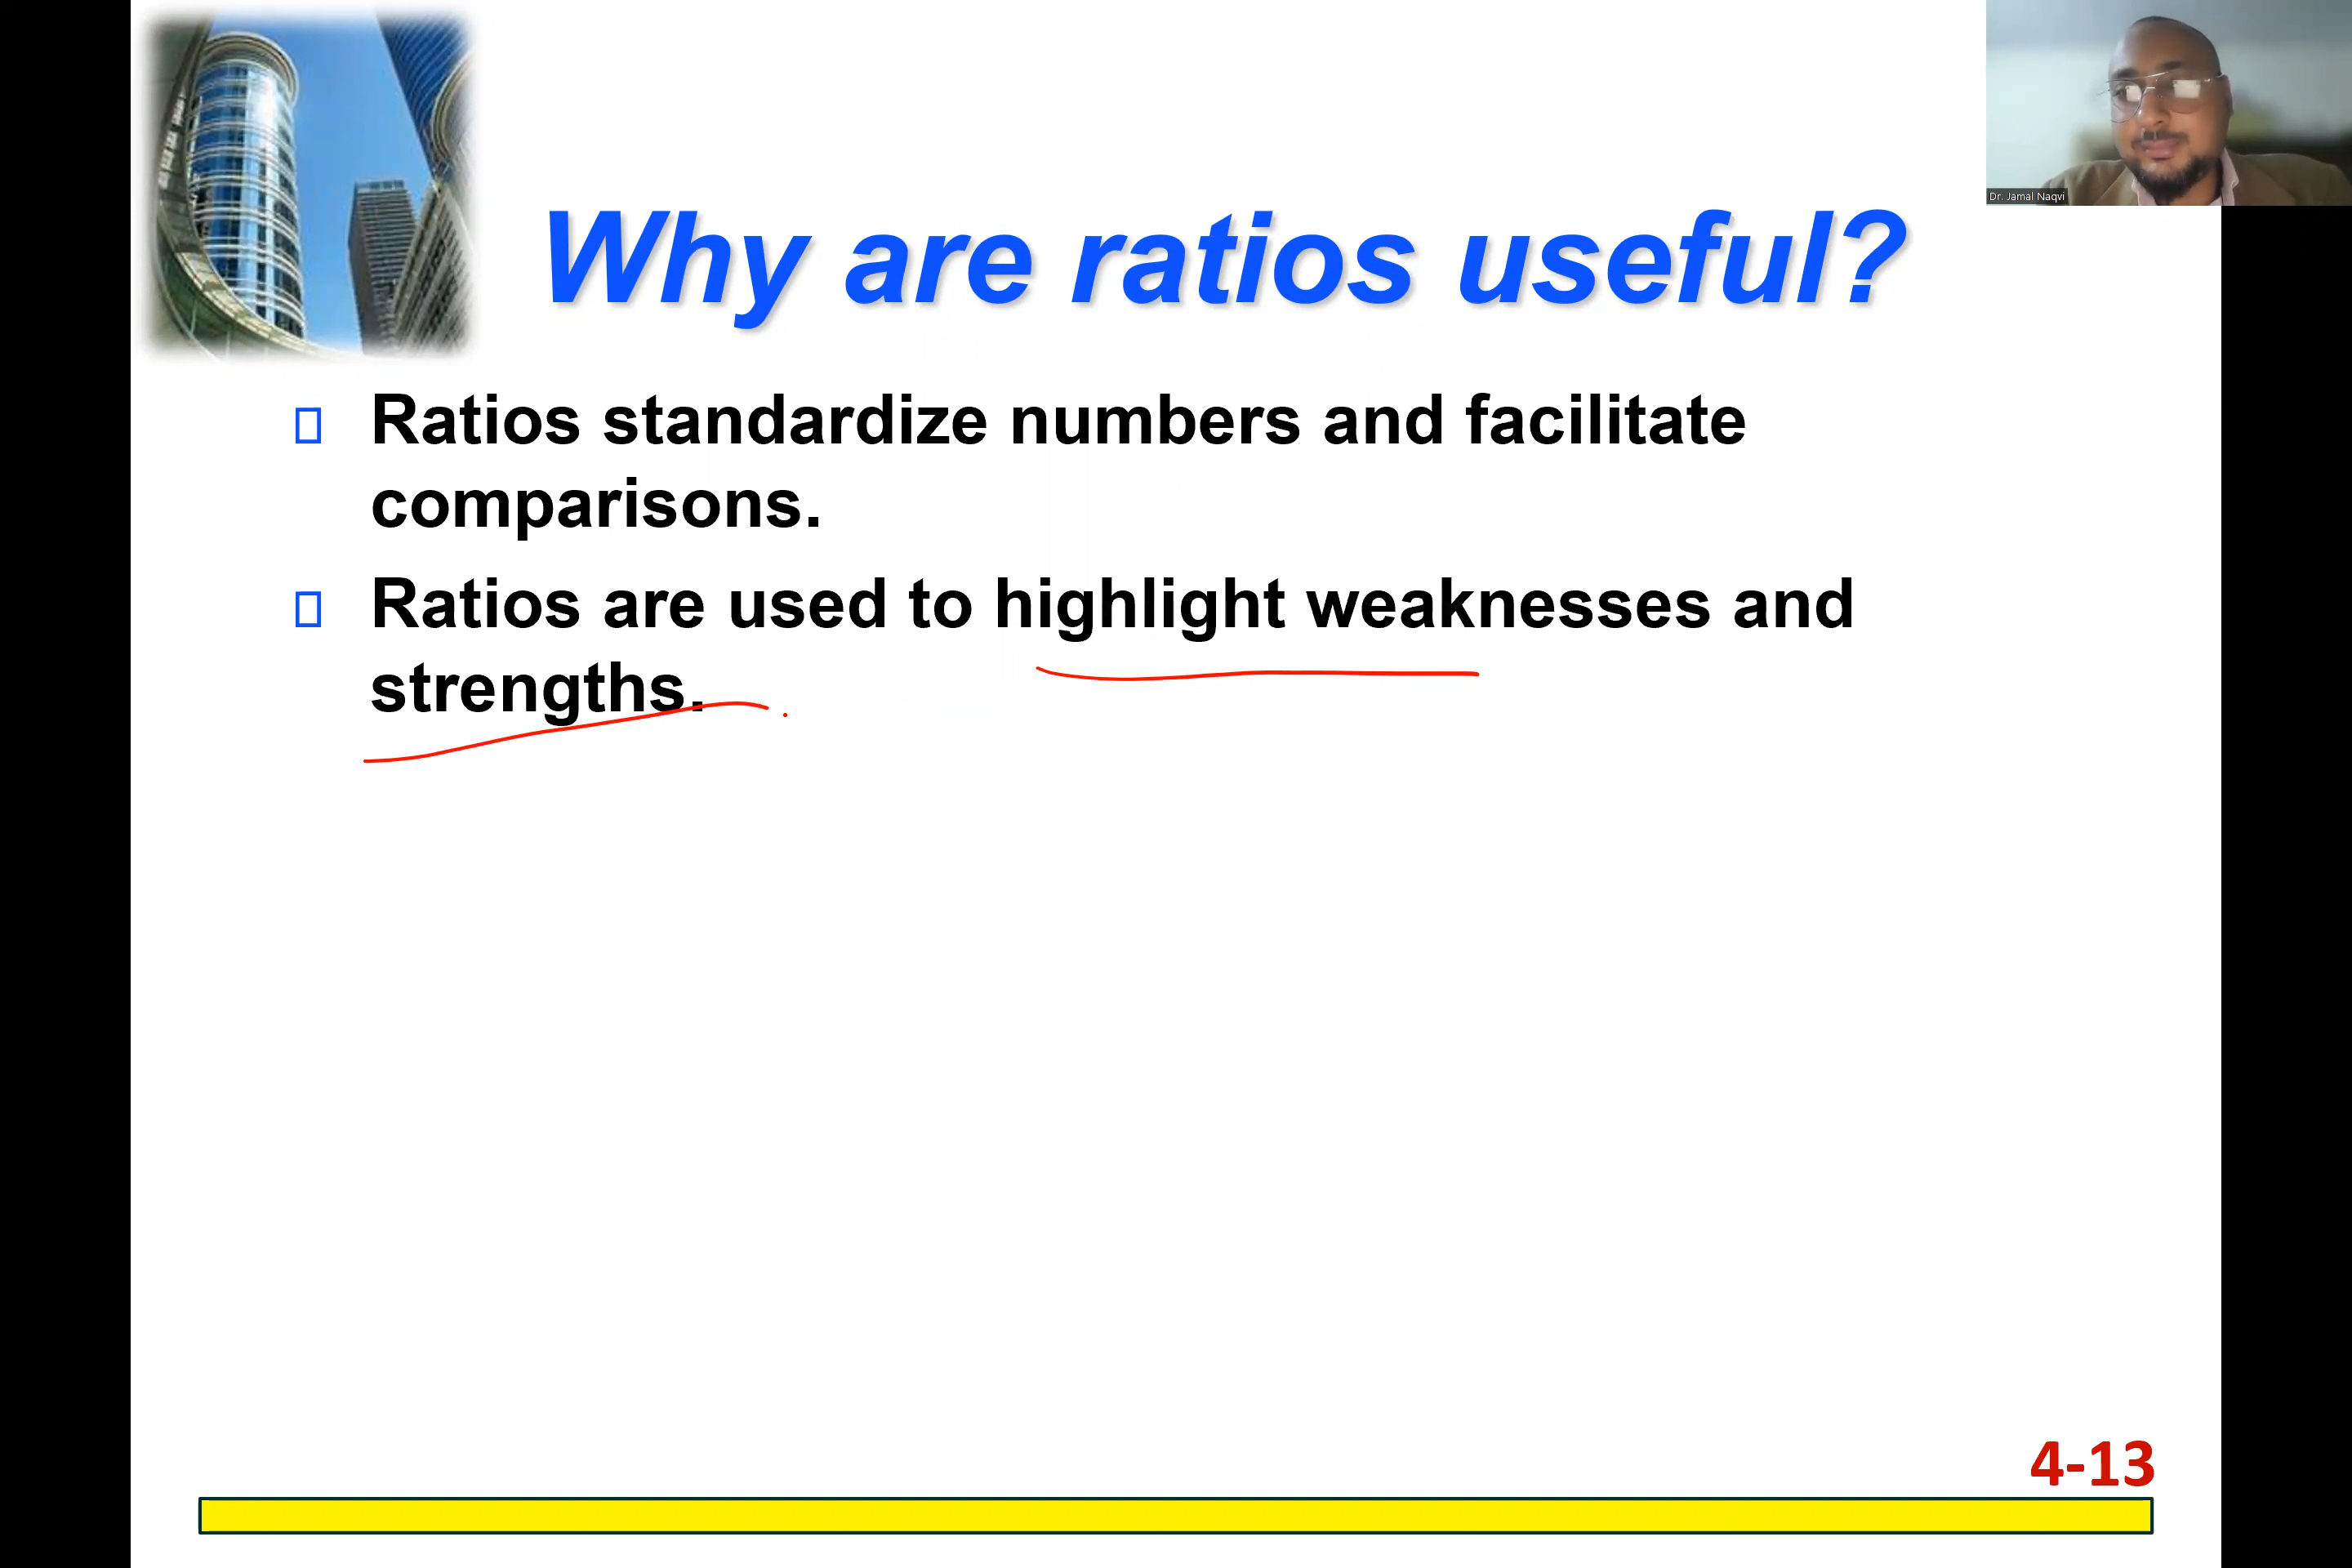 Dr. Jamal Naqvi
Why are ratios useful?
Ratios standardize numbers and facilitate
comparisons.
Ratios are used to highlight weaknesses and
strengths.
4-13